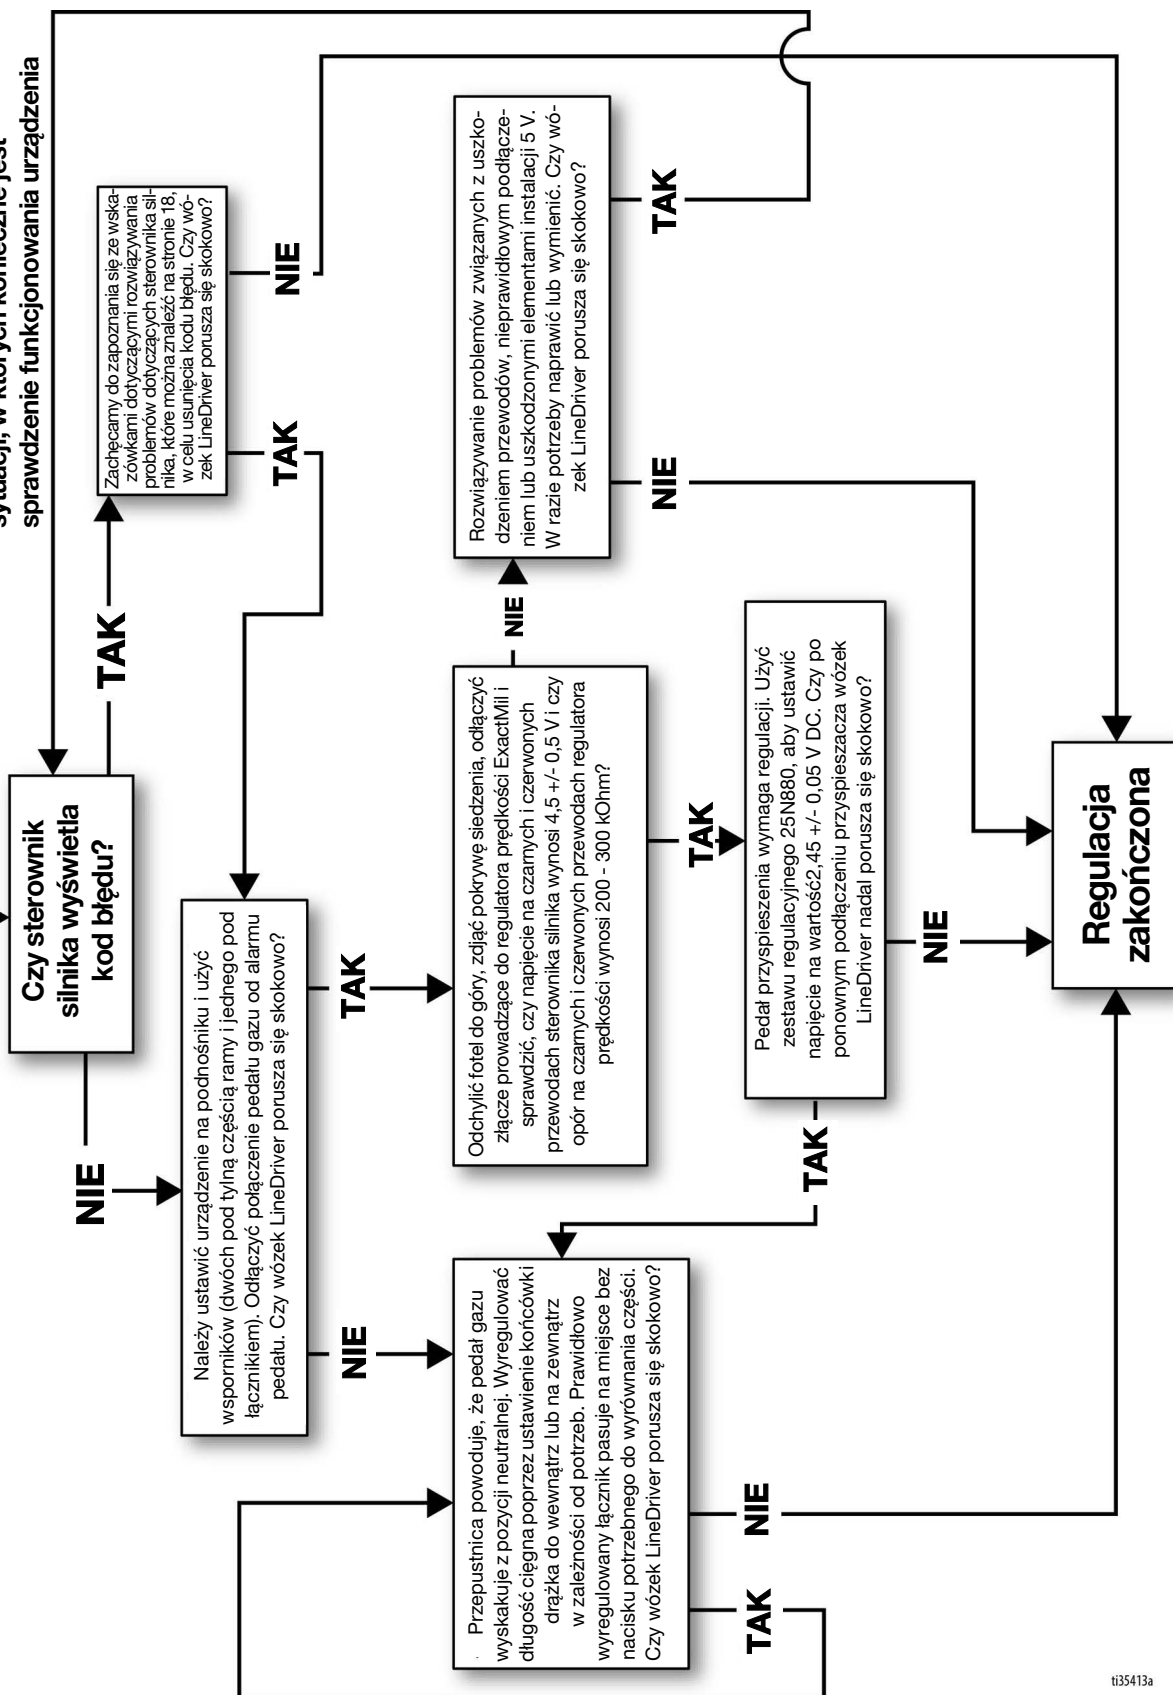 sytuacji, w których konieczne jest
sprawdzenie funkcjonowania urządzenia
Czy sterownik
silnika wyświetla
kod błędu?
TAK
NIE
Zachęcamy do zapoznania się ze wska-
zówkami dotyczącymi rozwiązywania
problemów dotyczących sterownika sil-
nika, które można znaleźć na stronie 18,
w celu usunięcia kodu błędu. Czy wó-
zek LineDriver porusza się skokowo?
TAK
NIE
Należy ustawić urządzenie na podnośniku i użyć
wsporników (dwóch pod tylną częścią ramy i jednego pod
łącznikiem). Odłączyć połączenie pedału gazu od alarmu
pedału. Czy wózek LineDriver porusza się skokowo?
NIE
TAK
Przepustnica powoduje, że pedał gazu
wyskakuje z pozycji neutralnej. Wyregulować
długość cięgna poprzez ustawienie końcówki
drążka do wewnątrz lub na zewnątrz
w zależności od potrzeb. Prawidłowo
wyregulowany łącznik pasuje na miejsce bez
nacisku potrzebnego do wyrównania części.
Czy wózek LineDriver porusza się skokowo?
TAK
NIE
Odchylić fotel do góry, zdjąć pokrywę siedzenia, odłączyć
złącze prowadzące do regulatora prędkości ExactMil i
sprawdzić, czy napięcie na czarnych i czerwonych
przewodach sterownika silnika wynosi 4,5 +/- 0,5 V i czy
opór na czarnych i czerwonych przewodach regulatora
prędkości wynosi 200 - 300 kOhm?
NIE
TAK
Rozwiązywanie problemów związanych z uszko-
dzeniem przewodów, nieprawidłowym podłącze-
niem lub uszkodzonymi elementami instalacji 5 V.
W razie potrzeby naprawić lub wymienić. Czy wó-
zek LineDriver porusza się skokowo?
NIE
TAK
Pedał przyspieszenia wymaga regulacji. Użyć
zestawu regulacyjnego 25N880, aby ustawić
napięcie na wartość2,45 +/- 0,05 V DC. Czy po
ponownym podłączeniu przyspieszacza wózek
LineDriver nadal porusza się skokowo?
TAK
NIE
Regulacja
zakończona
ti35413a